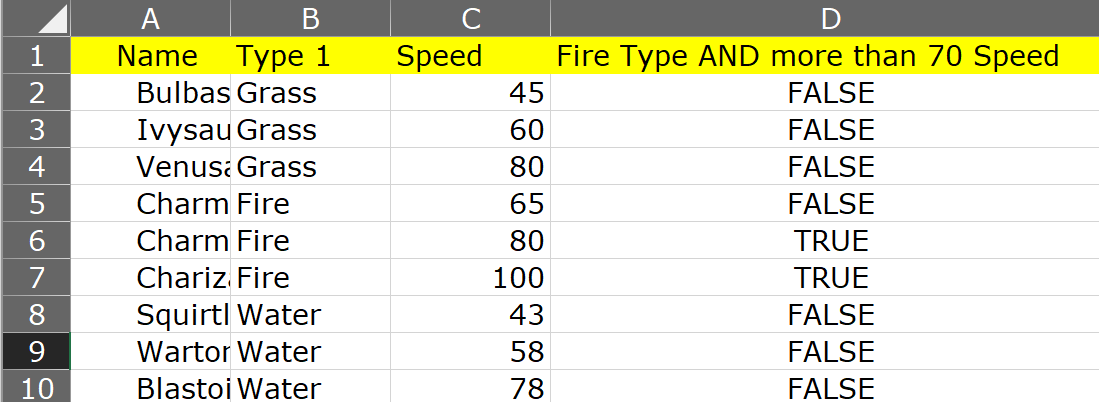 A B C D
1 Name Type 1 Speed Fire Type AND more than 70 Speed
2 Bulbas Grass 45 FALSE
3 Ivysau Grass 60 FALSE
4 Venusa Grass 80 FALSE
5 Charm Fire 65 FALSE
6 Charm Fire 80 TRUE
7 Chariza Fire 100 TRUE
8 Squirtl Water 43 FALSE
9 Wartor Water 58 FALSE
10 Blastoi Water 78 FALSE